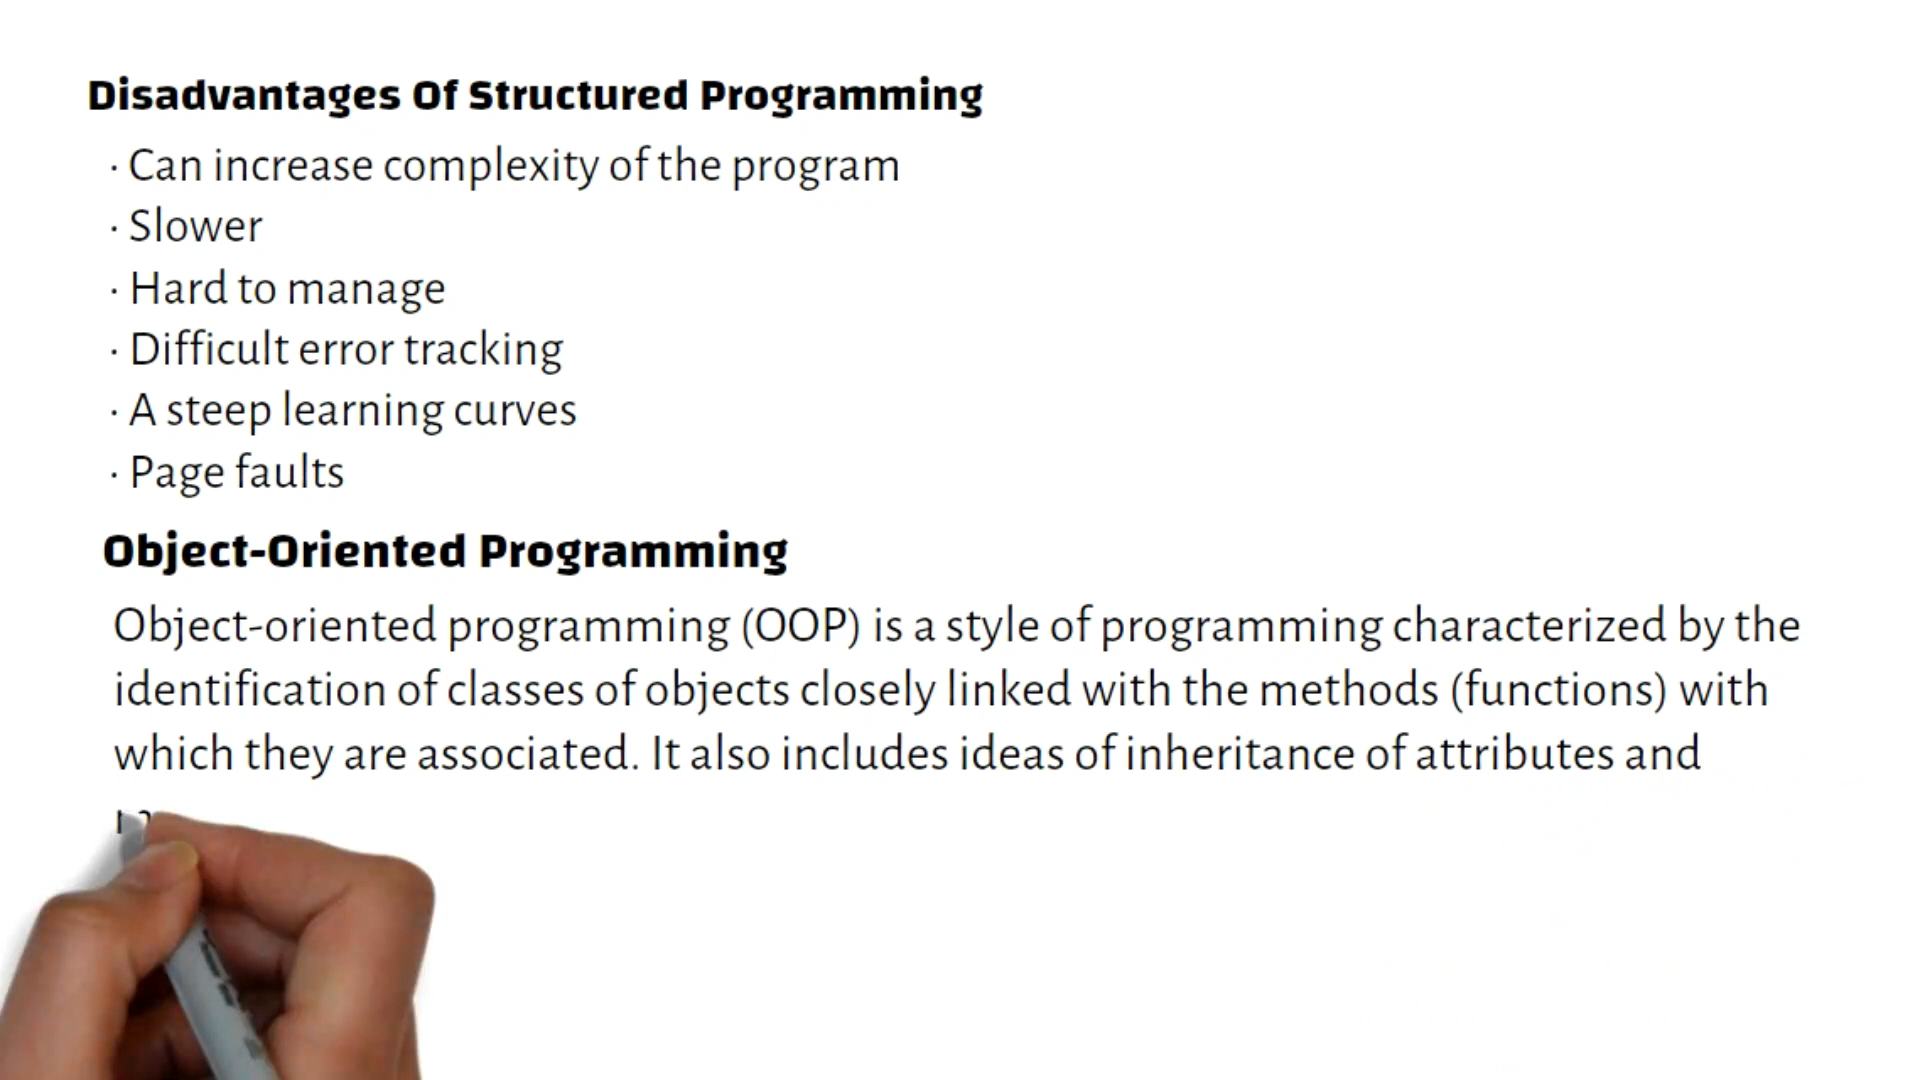 Disadvantages Of Structured Programming
· Can increase complexity of the program
· Slower
· Hard to manage
· Difficult error tracking
· A steep learning curves
· Page faults
Object-Oriented Programming
Object-oriented programming (OOP) is a style of programming characterized by the
identification of classes of objects closely linked with the methods (functions) with
which they are associated. It also includes ideas of inheritance of attributes and